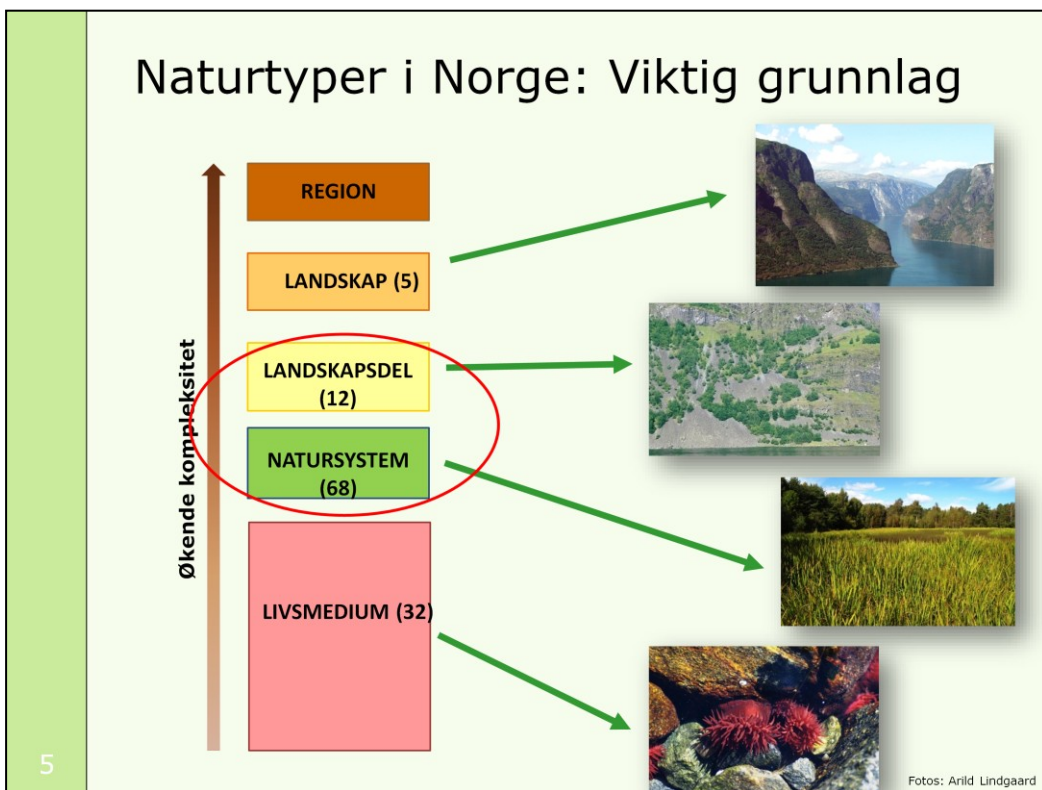 Naturtyper i Norge: Viktig grunnlag
Økende kompleksitet
REGION
LANDSKAP (5)
LANDSKAPSDEL
(12)
NATURSYSTEM
(68)
LIVSMEDIUM (32)
5
Fotos: Arild Lindgaard